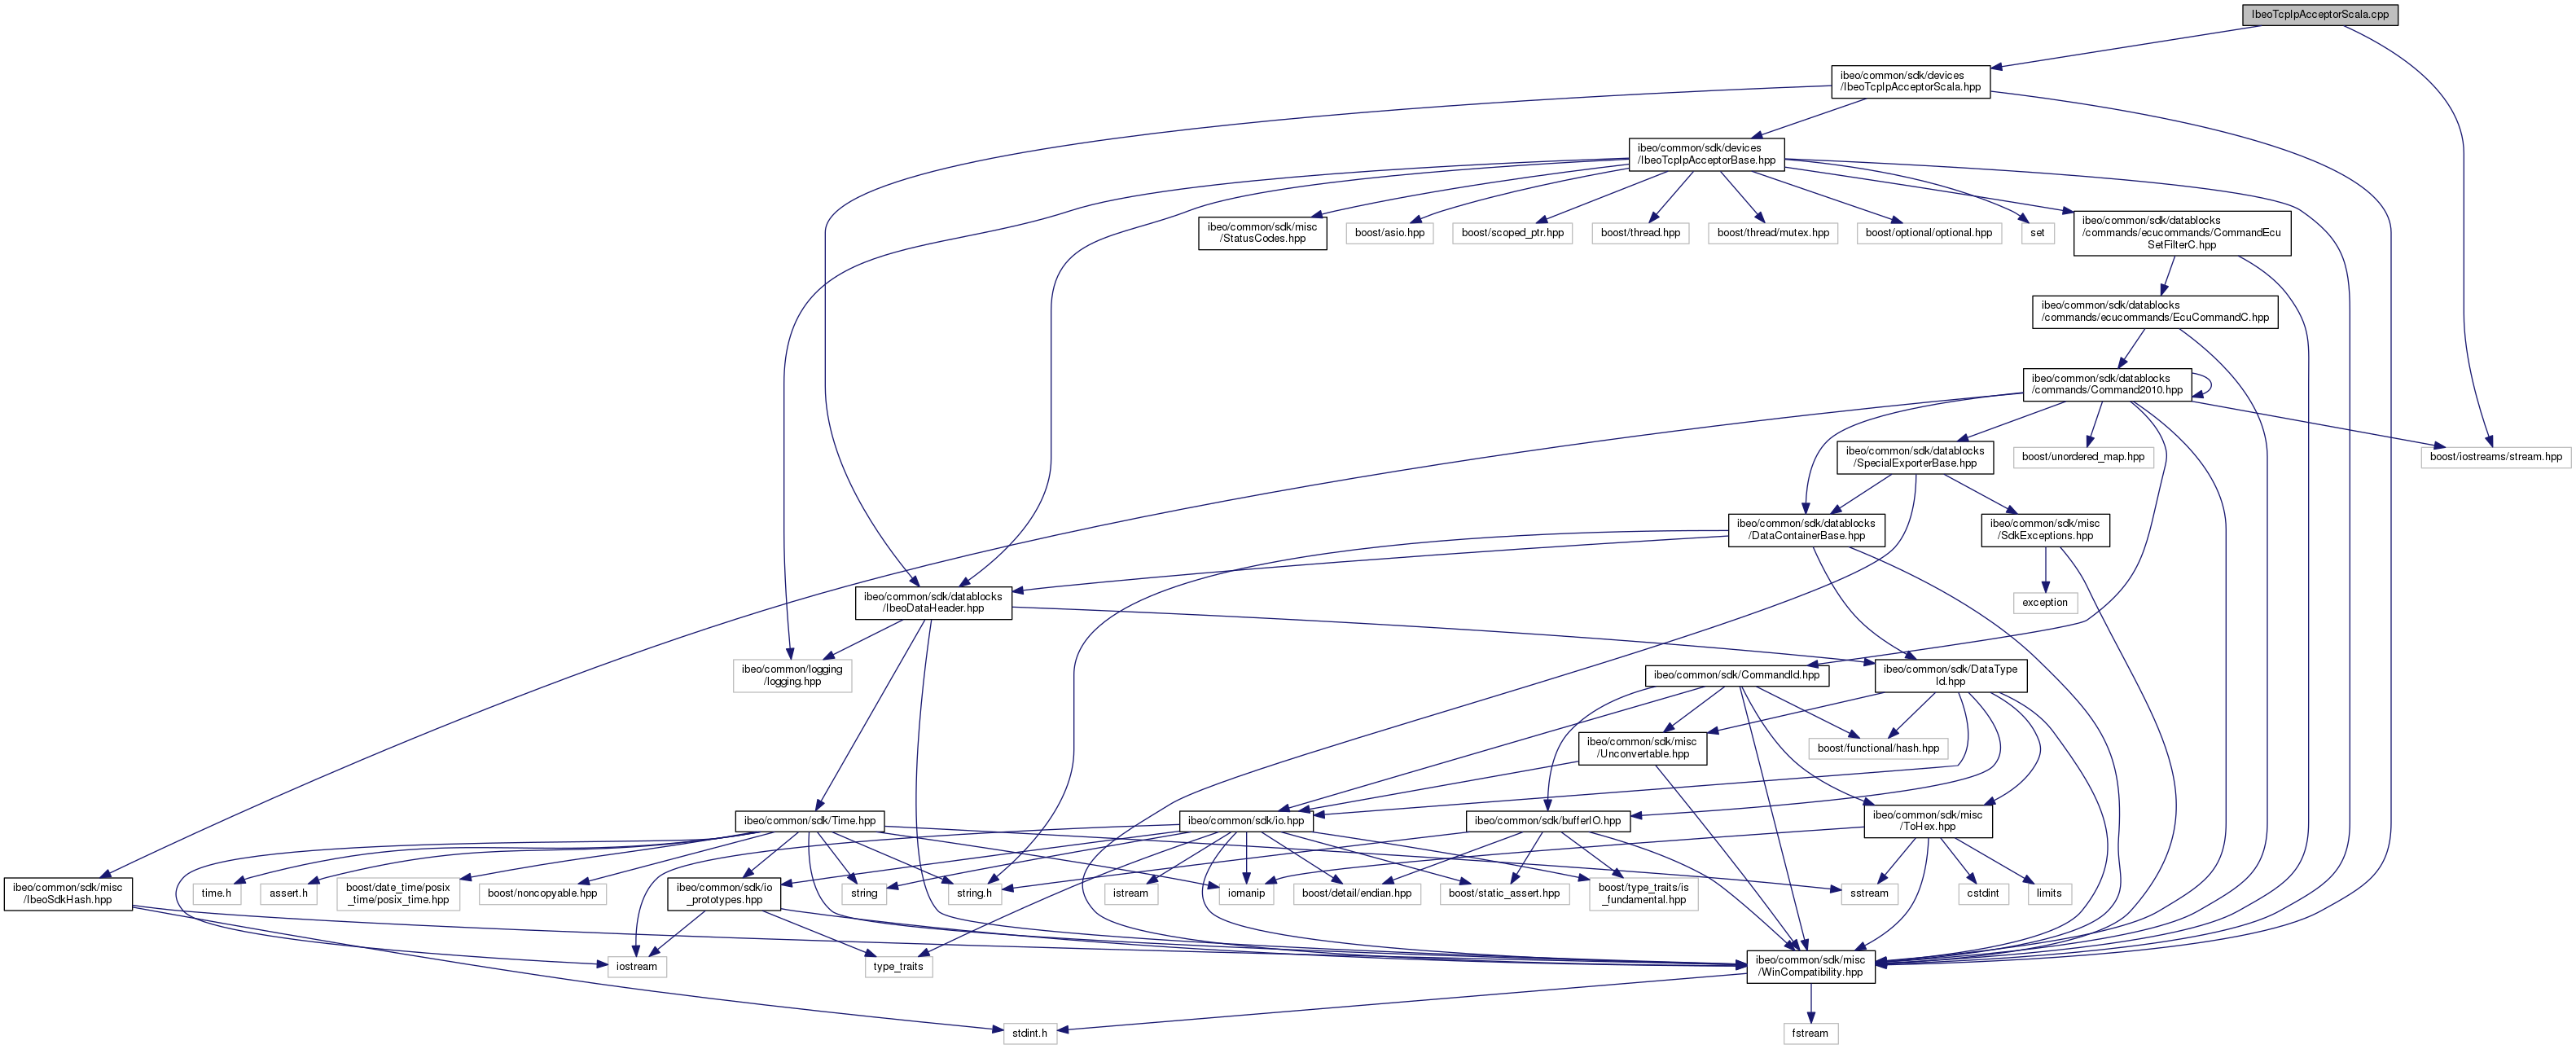 IbeoTcpIpAcceptorScala.cpp
ibeo/common/sdk/devices
/IbeoTcpIpAcceptorScala.hpp
ibeo/common/sdk/devices
/IbeoTcpIpAcceptorBase.hpp
ibeo/common/sdk/misc
/StatusCodes.hpp
boost/asio.hpp
boost/scoped_ptr.hpp
boost/thread.hpp
boost/thread/mutex.hpp
boost/optional/optional.hpp
set
ibeo/common/sdk/datablocks
/commands/ecucommands/CommandEcu
SetFilterC.hpp
ibeo/common/sdk/datablocks
/commands/ecucommands/EcuCommandC.hpp
ibeo/common/sdk/datablocks
/commands/Command2010.hpp
ibeo/common/sdk/datablocks
/SpecialExporterBase.hpp
boost/unordered_map.hpp
boost/iostreams/stream.hpp
ibeo/common/sdk/datablocks
/DataContainerBase.hpp
ibeo/common/sdk/misc
/SdkExceptions.hpp
ibeo/common/sdk/datablocks
/IbeoDataHeader.hpp
exception
ibeo/common/logging
/logging.hpp
ibeo/common/sdk/CommandId.hpp
ibeo/common/sdk/DataType
Id.hpp
ibeo/common/sdk/misc
/Unconvertable.hpp
boost/functional/hash.hpp
ibeo/common/sdk/Time.hpp
ibeo/common/sdk/io.hpp
ibeo/common/sdk/bufferIO.hpp
ibeo/common/sdk/misc
/ToHex.hpp
ibeo/common/sdk/misc
/IbeoSdkHash.hpp
time.h
assert.h
boost/date_time/posix
_time/posix_time.hpp
boost/noncopyable.hpp
ibeo/common/sdk/io
_prototypes.hpp
string
string.h
istream
iomanip
boost/detail/endian.hpp
boost/static_assert.hpp
boost/type_traits/is
_fundamental.hpp
sstream
cstdint
limits
iostream
type_traits
ibeo/common/sdk/misc
/WinCompatibility.hpp
stdint.h
fstream